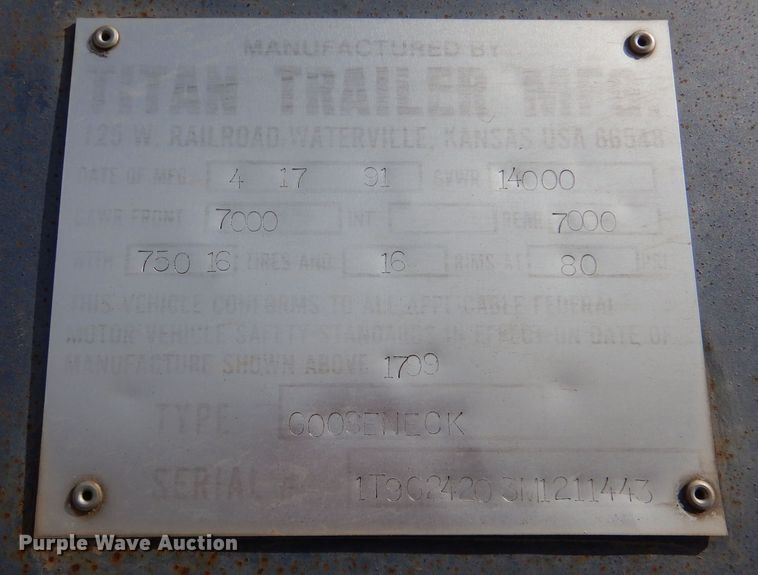 MANUFACTURED BY
TITAN TRAILER MFG.
125 W. RAILROAD-WATERVILLE, KANSAS, USA 66548
DATE OF MFG 4 17 91 GVWR 14000
GAWR FRONT 7000 INT REAR 7000
WITH 750 16 TIRES AND 16 RIMS AT 80 PSI
THIS VEHICLE CONFORMS TO ALL APPLICABLE FEDERAL
MOTOR VEHICLE SAFETY STANDARDS IN EFFECT ON DATE OF
MANUFACTURE SHOWN ABOVE 1709
TYPE GOOSENECK
SERIAL # 1T9G2420 3M1211443
Purple Wave Auction